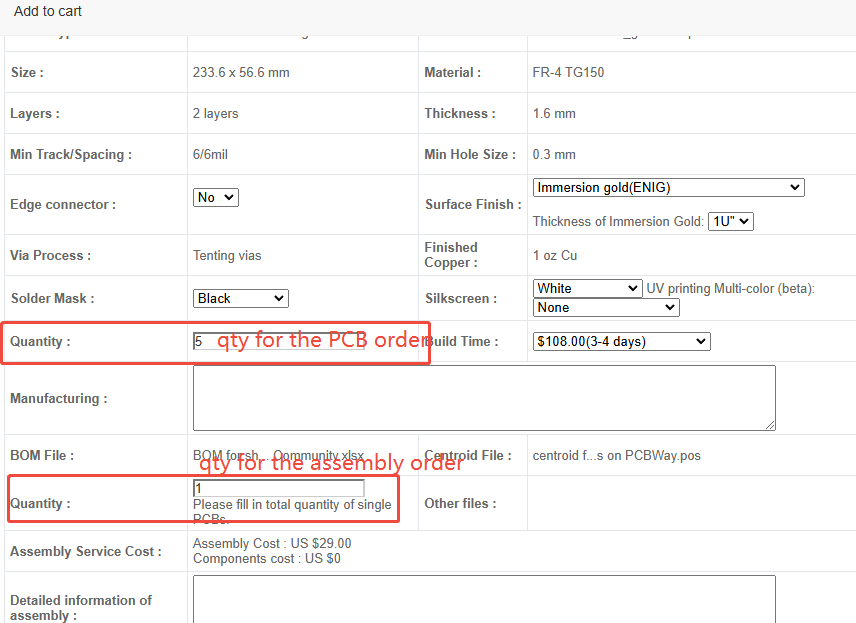 Add to cart
Size : 233.6 x 56.6 mm Material : FR-4 TG150
Layers : 2 layers Thickness : 1.6 mm
Min Track/Spacing : 6/6mil Min Hole Size : 0.3 mm
Edge connector : No Surface Finish : Immersion gold(ENIG)
Thickness of Immersion Gold: 1U"
Via Process : Tenting vias Finished Copper : 1 oz Cu
Solder Mask : Black Silkscreen : White UV printing Multi-color (beta):
None
Quantity : 5 qty for the PCB order Build Time : $108.00(3-4 days)
Manufacturing :
BOM File : BOM for sh... Community.xlsx Centroid File : centroid f...s on PCBWay.pos
qty for the assembly order
Quantity : 1 Other files :
Please fill in total quantity of single
PCBs.
Assembly Service Cost : Assembly Cost : US $29.00
Components cost : US $0
Detailed information of
assembly :